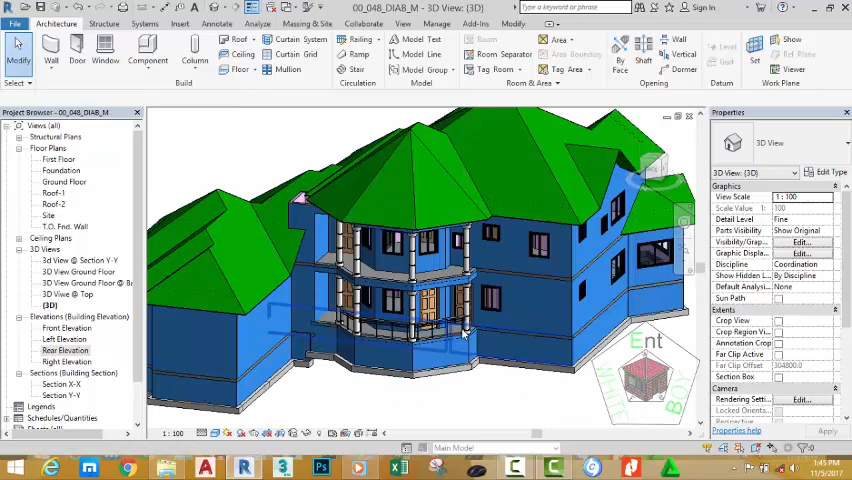 00_048_DIAB_M - 3D View: {3D}
Type a keyword or phrase
Sign In
File Architecture Structure Systems Insert Annotate Analyze Massing & Site Collaborate View Manage Add-Ins Modify
Modify Wall Door Window Component Column
Roof
Ceiling
Floor
Curtain System
Curtain Grid
Mullion
Railing
Ramp
Stair
Model Text
Model Line
Model Group
Room
Room Separator
Tag Room
Area
Area Boundary
Tag Area
By Face
Shaft
Wall
Vertical
Dormer
Level
Grid
Set
Show
Viewer
Select Build Circulation Model Room & Area Opening Datum Work Plane
Project Browser - 00_048_DIAB_M
Views (all)
Structural Plans
Floor Plans
First Floor
Foundation
Ground Floor
Roof-1
Roof-2
Site
T.O. Fnd. Wall
Ceiling Plans
3D Views
3d View @ Section Y-Y
3D View Ground Floor
3D View Ground Floor @ Ba
3D Viwe @ Top
{3D}
Elevations (Building Elevation)
Front Elevation
Left Elevation
Rear Elevation
Right Elevation
Sections (Building Section)
Section X-X
Section Y-Y
Legends
Schedules/Quantities
Ent
WHITE
BOY
Properties
3D View
3D View: {3D}
Edit Type
Graphics
View Scale 1 : 100
Scale Value 1: 100
Detail Level Fine
Parts Visibility Show Original
Visibility/Grap... Edit...
Graphic Displa... Edit...
Discipline Coordination
Show Hidden L... By Discipline
Default Analysi...
Sun Path
Extents
Crop View
Crop Region Vi...
Annotation Crop
Far Clip Active
Far Clip Offset 304800.0
Section Box
Camera
Rendering Setti... Edit...
Properties help
Apply
1 : 100
Main Model
:0
1:45 PM
11/5/2017